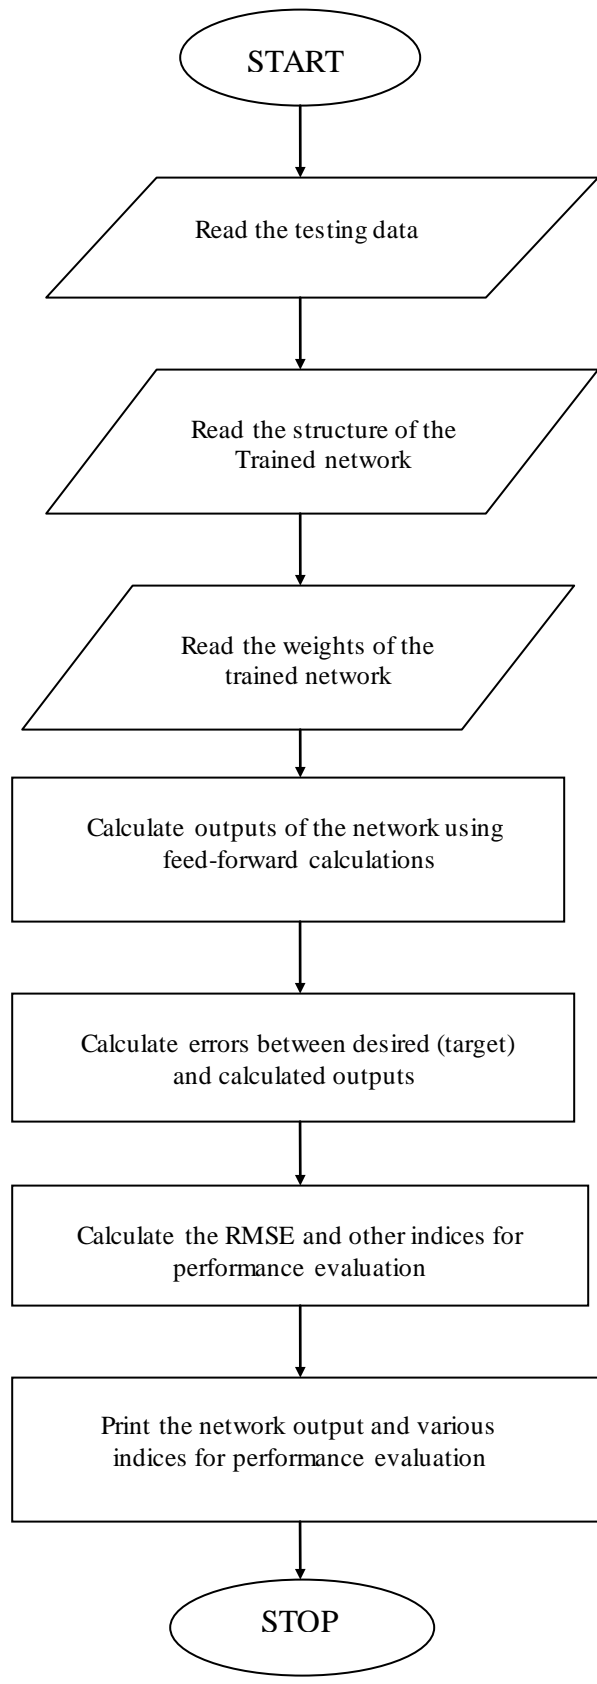 START
Read the testing data
Read the structure of the
Trained network
Read the weights of the
trained network
Calculate outputs of the network using
feed-forward calculations
Calculate errors between desired (target)
and calculated outputs
Calculate the RMSE and other indices for
performance evaluation
Print the network output and various
indices for performance evaluation
STOP